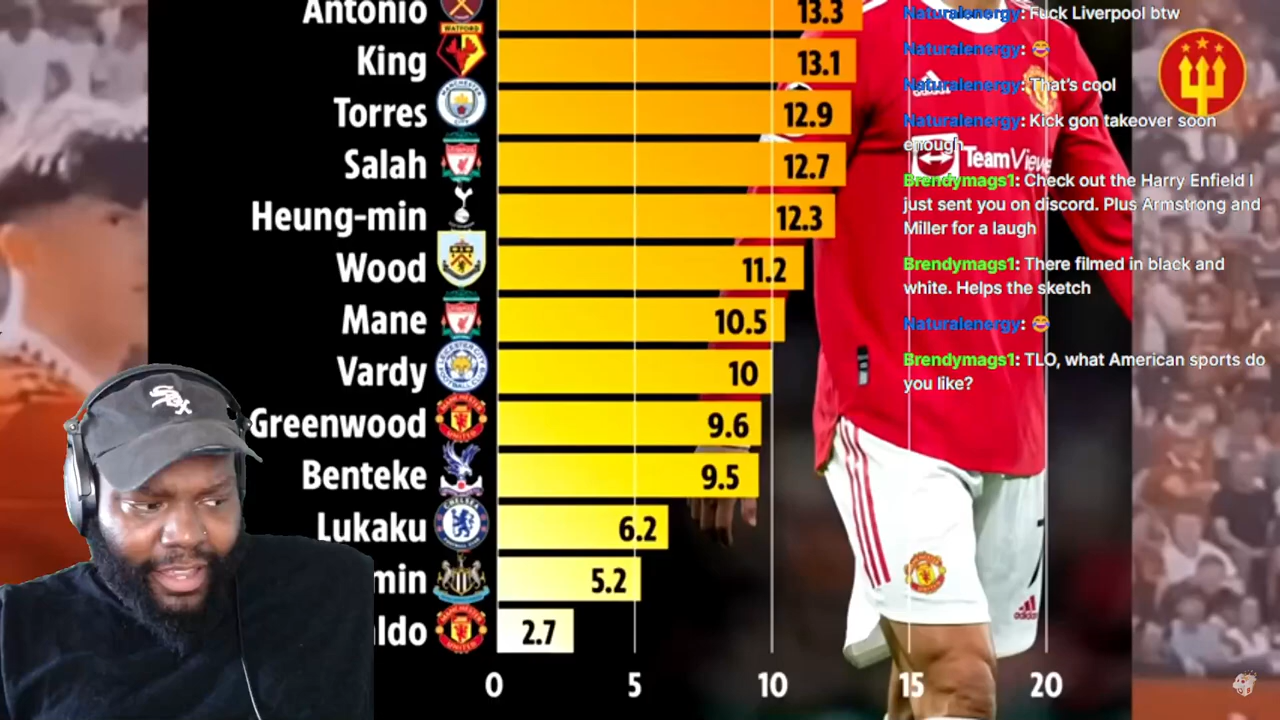 Antonio 13.3
WATFORD
King 13.1
Torres 12.9
Salah 12.7
Heung-min 12.3
Wood 11.2
Mane 10.5
Vardy 10
Greenwood 9.6
Benteke 9.5
CHELSEA
Lukaku 6.2
min 5.2
ldo 2.7
0 5 10 15 20
TeamView
adidas
Sox
Naturalenergy: Fuck Liverpool btw
Naturalenergy: 😂
Naturalenergy: That's cool
Naturalenergy: Kick gon takeover soon
enough
Brendymags1: Check out the Harry Enfield I
just sent you on discord. Plus Armstrong and
Miller for a laugh
Brendymags1: There filmed in black and
white. Helps the sketch
Naturalenergy: 😂
Brendymags1: TLO, what American sports do
you like?